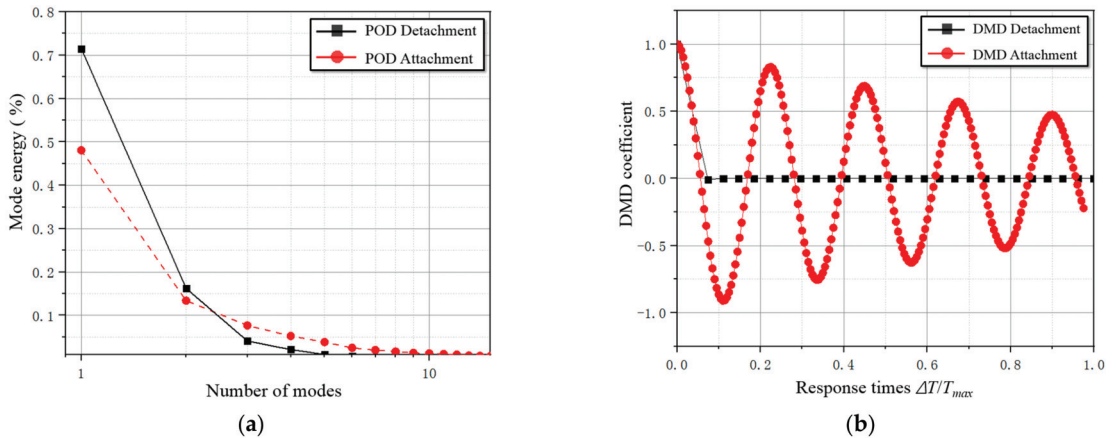 0.8
0.7
0.6
0.5
0.4
0.3
0.2
0.1
Mode energy ( %)
POD Detachment
POD Attachment
1
10
Number of modes
(a)
1.0
0.5
0.0
-0.5
-1.0
DMD coefficient
DMD Detachment
DMD Attachment
0.0 0.2 0.4 0.6 0.8 1.0
Response times ΔT/Tmax
(b)